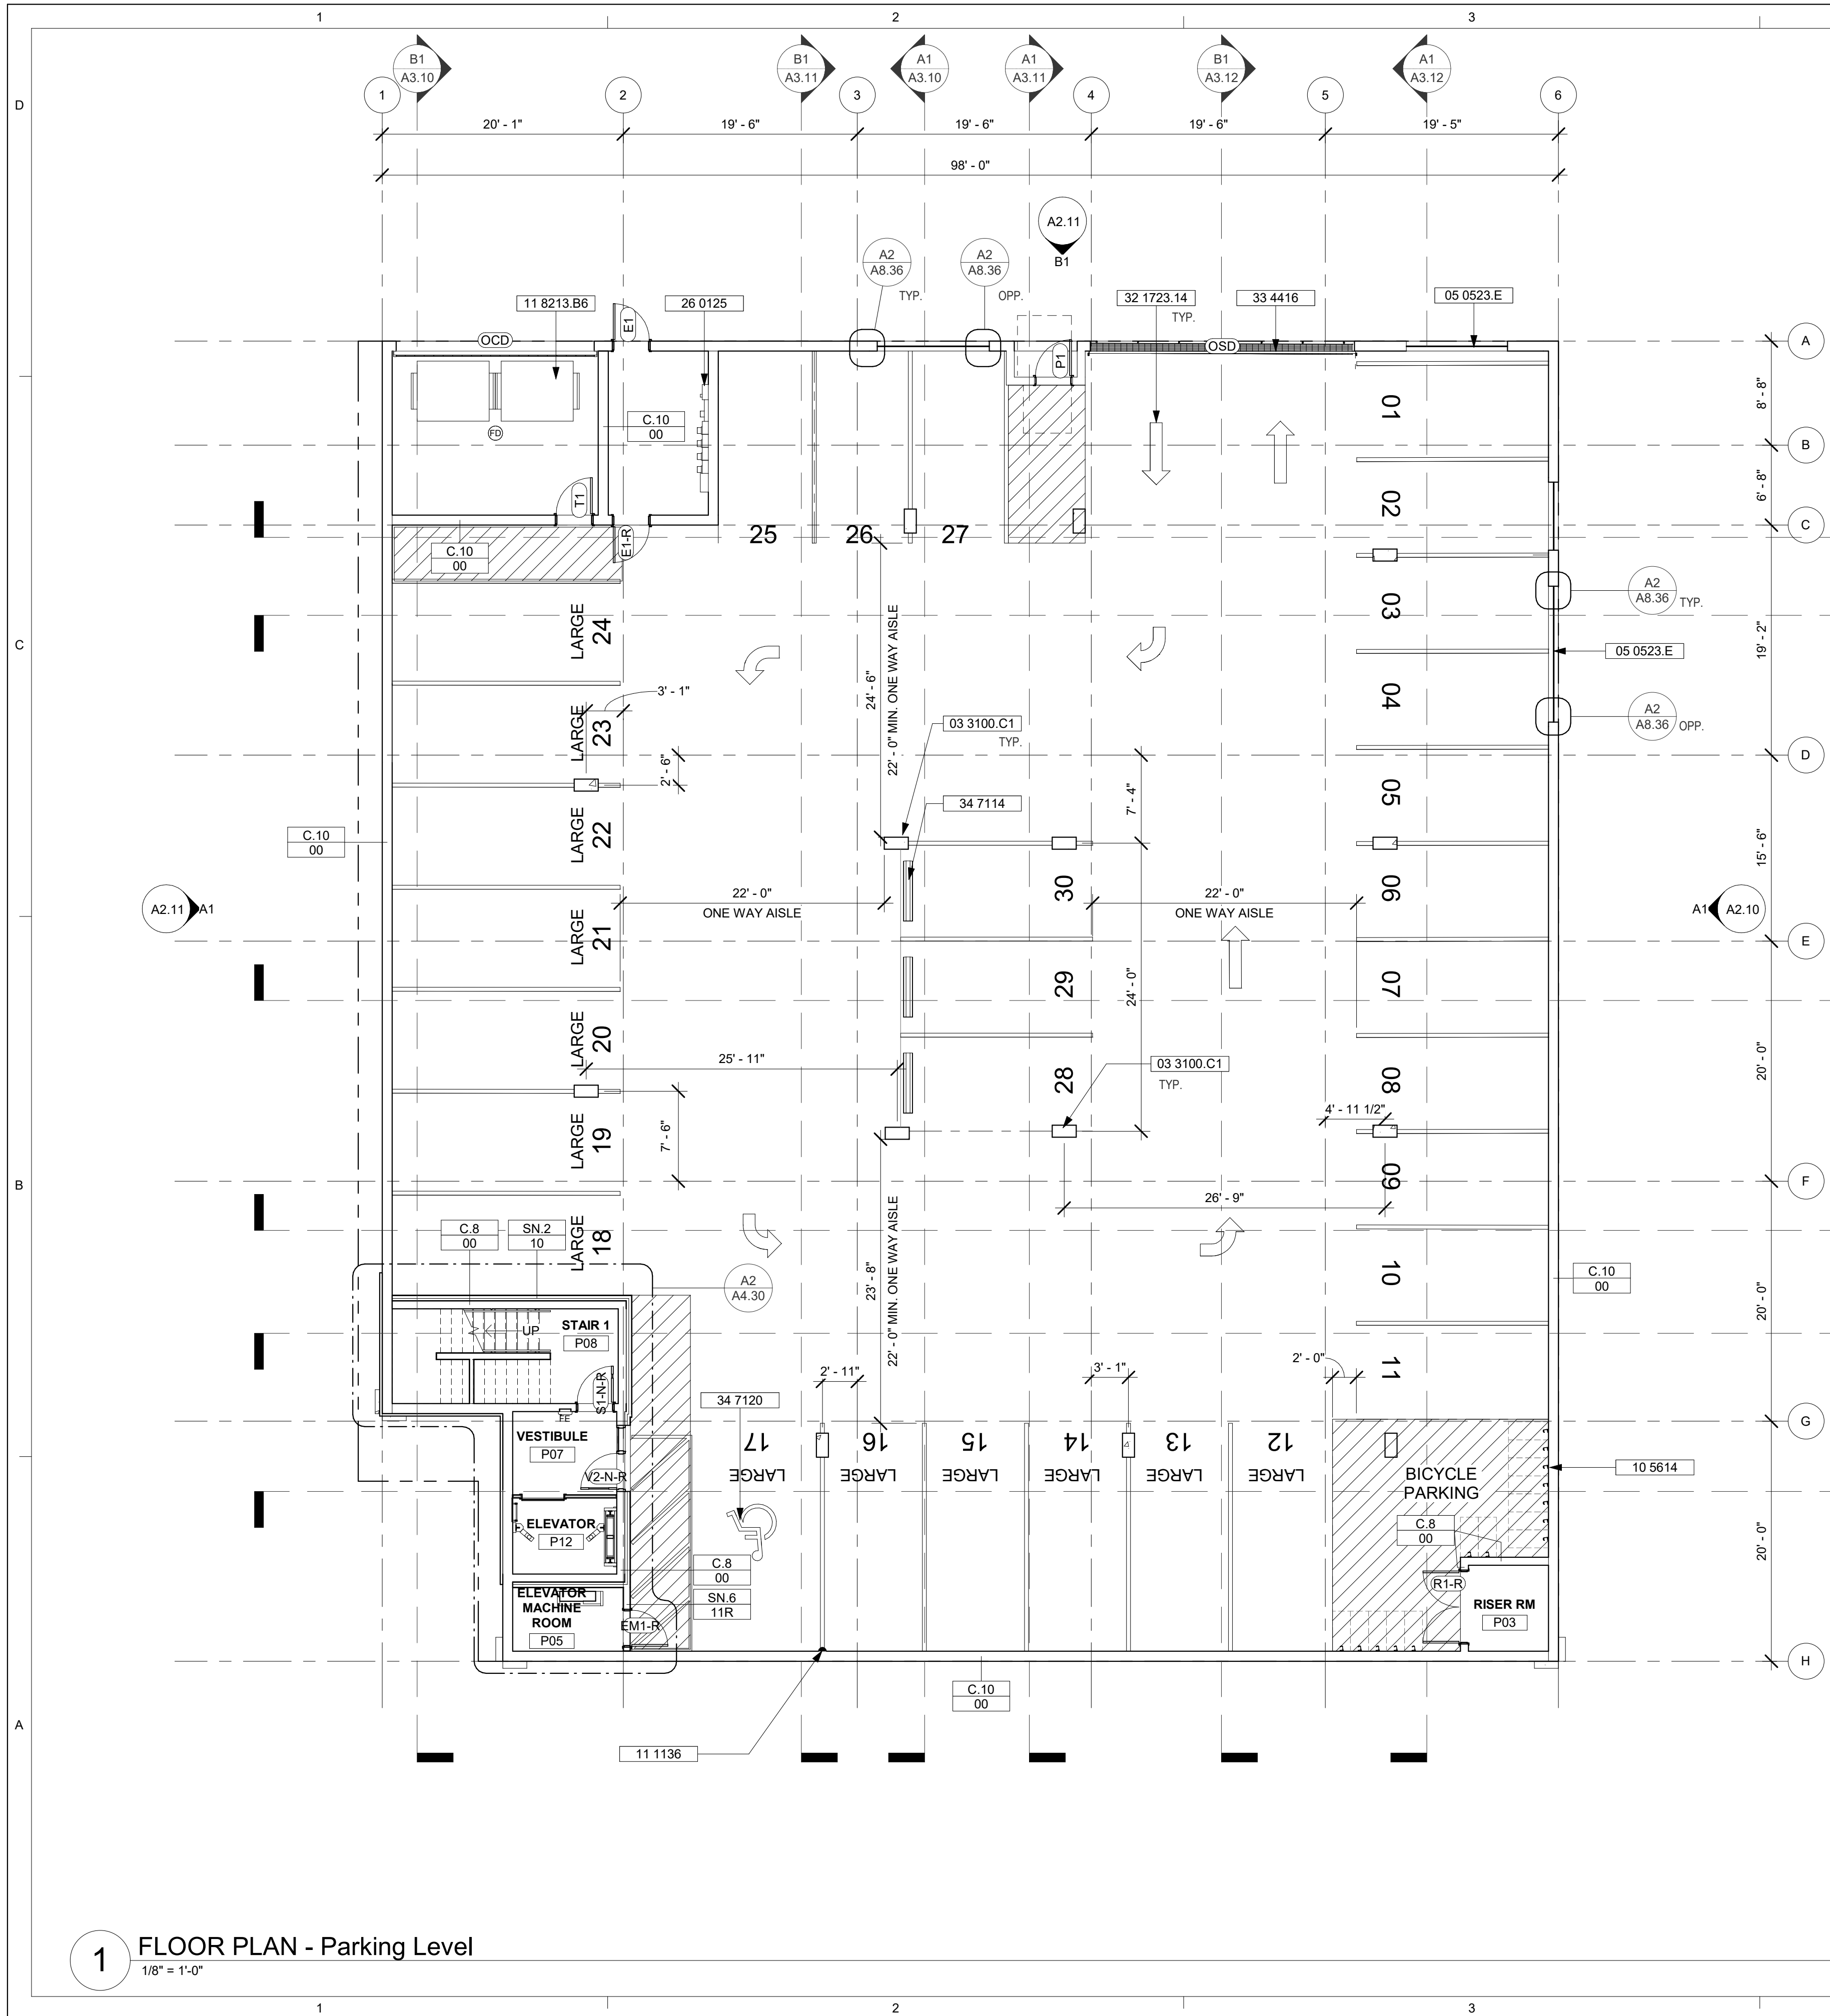 1
2
3
D
C
B
A
B1
A3.10
B1
A3.11
A1
A3.10
A1
A3.11
B1
A3.12
A1
A3.12
1
2
3
4
5
6
20' - 1"
19' - 6"
19' - 6"
19' - 6"
19' - 5"
98' - 0"
A2.11
B1
A2
A8.36
TYP.
A2
A8.36
OPP.
11 8213.B6
26 0125
32 1723.14
TYP.
33 4416
05 0523.E
OCD
E1
P1
OSD
A
8' - 8"
B
6' - 8"
C
19' - 2"
D
15' - 6"
E
20' - 0"
F
20' - 0"
G
20' - 0"
H
FD
C.10
00
T1
E1-R
C.10
00
25
26
27
01
02
03
04
05
06
07
08
09
10
11
A2
A8.36
TYP.
05 0523.E
A2
A8.36
OPP.
LARGE
24
LARGE
23
LARGE
22
LARGE
21
LARGE
20
LARGE
19
LARGE
18
3' - 1"
2' - 6"
24' - 6"
22' - 0" MIN. ONE WAY AISLE
03 3100.C1
TYP.
34 7114
7' - 4"
C.10
00
A2.11
A1
22' - 0"
ONE WAY AISLE
30
22' - 0"
ONE WAY AISLE
A1
A2.10
29
24' - 0"
25' - 11"
28
03 3100.C1
TYP.
4' - 11 1/2"
7' - 6"
26' - 9"
C.8
00
SN.2
10
A2
A4.30
23' - 8"
22' - 0" MIN. ONE WAY AISLE
C.10
00
UP
STAIR 1
P08
S1-N-R
FE
2' - 11"
3' - 1"
2' - 0"
34 7120
VESTIBULE
P07
V2-N-R
17
LARGE
16
LARGE
15
LARGE
14
LARGE
13
LARGE
12
LARGE
BICYCLE
PARKING
10 5614
ELEVATOR
P12
C.8
00
C.8
00
SN.6
11R
ELEVATOR
MACHINE
ROOM
P05
EM1-R
R1-R
RISER RM
P03
C.10
00
11 1136
1
FLOOR PLAN - Parking Level
1/8" = 1'-0"
1
2
3